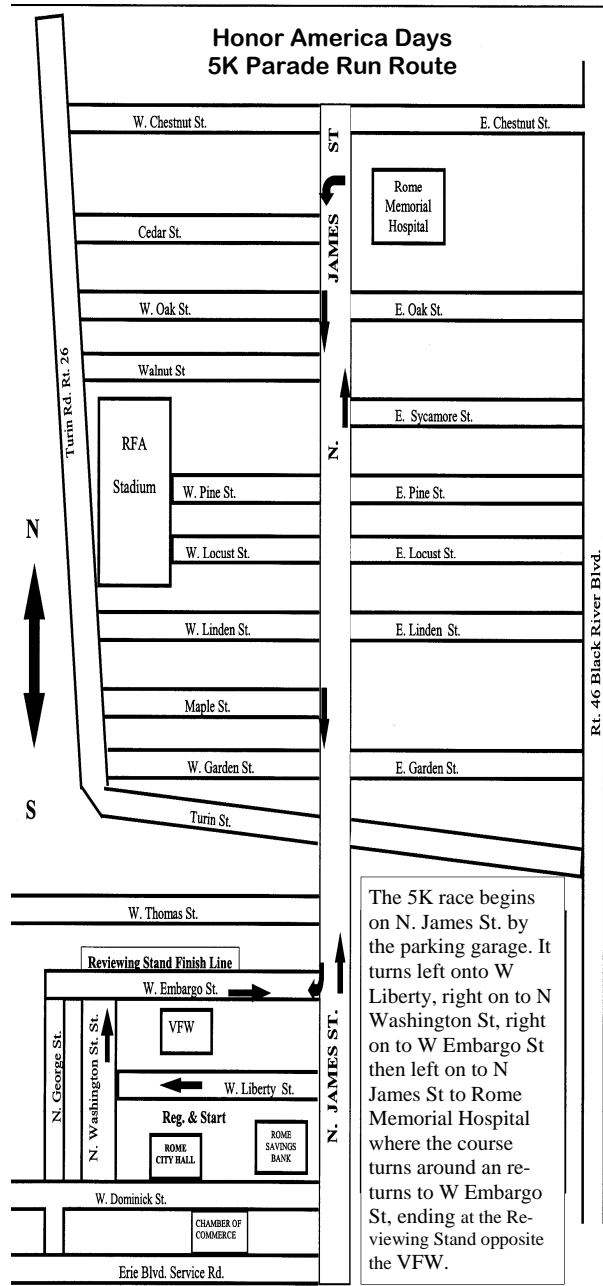 Honor America Days
5K Parade Run Route
W. Chestnut St.
E. Chestnut St.
N. JAMES ST
Rome
Memorial
Hospital
Cedar St.
W. Oak St.
E. Oak St.
Walnut St
Turin Rd. Rt. 26
E. Sycamore St.
RFA
Stadium
W. Pine St.
E. Pine St.
N
W. Locust St.
E. Locust St.
W. Linden St.
E. Linden St.
Rt. 46 Black River Blvd.
Maple St.
W. Garden St.
E. Garden St.
S
Turin St.
W. Thomas St.
Reviewing Stand Finish Line
W. Embargo St.
VFW
N. George St.
N. Washington St. St.
W. Liberty St.
N. JAMES ST.
Reg. & Start
ROME
CITY HALL
ROME
SAVINGS
BANK
W. Dominick St.
CHAMBER OF
COMMERCE
Erie Blvd. Service Rd.
The 5K race begins
on N. James St. by
the parking garage. It
turns left onto W
Liberty, right on to N
Washington St, right
on to W Embargo St
then left on to N
James St to Rome
Memorial Hospital
where the course
turns around an re-
turns to W Embargo
St, ending at the Re-
viewing Stand opposite
the VFW.